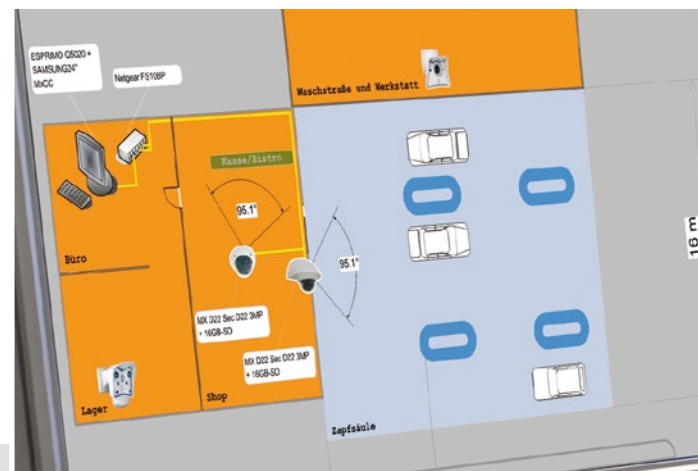 ESPRIMO Q5020 +
SAMSUNG24"
MxCC
Netgear FS108P
Waschstraße und Werkstatt
Kasse/Bistro
95.1°
95.1°
16 m
Büro
MX D22 Sec D22 3MP
+ 16GB-SD
MX D22 Sec D22 3MP
+ 16GB-SD
Lager
Shop
Zapfsäule